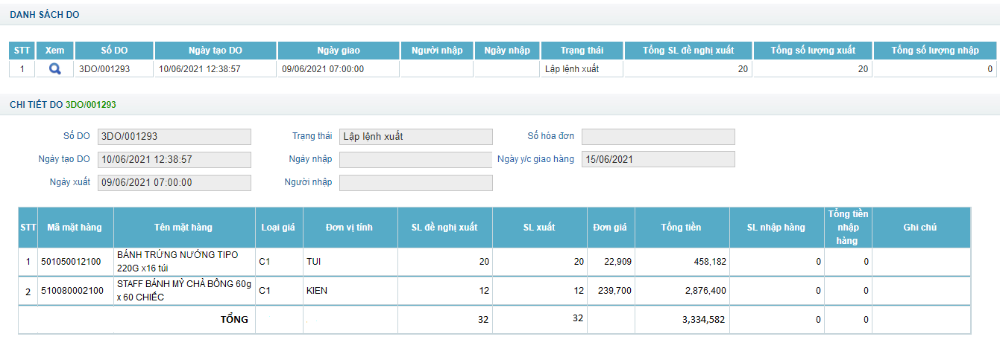 DANH SÁCH DO
STT Xem Số DO Ngày tạo DO Ngày giao Người nhập Ngày nhập Trạng thái Tổng SL đề nghị xuất Tổng số lượng xuất Tổng số lượng nhập
1 3DO/001293 10/06/2021 12:38:57 09/06/2021 07:00:00 Lập lệnh xuất 20 20 0
CHI TIẾT DO 3DO/001293
Số DO 3DO/001293 Trạng thái Lập lệnh xuất Số hóa đơn
Ngày tạo DO 10/06/2021 12:38:57 Ngày nhập Ngày y/c giao hàng 15/06/2021
Ngày xuất 09/06/2021 07:00:00 Người nhập
STT Mã mặt hàng Tên mặt hàng Loại giá Đơn vị tính SL đề nghị xuất SL xuất Đơn giá Tổng tiền SL nhập hàng Tổng tiền nhập hàng Ghi chú
1 501050012100 BÁNH TRỨNG NƯỚNG TIPO
220G x16 túi C1 TUI 20 20 22,909 458,182 0 0
2 510080002100 STAFF BÁNH MỲ CHÀ BÔNG 60g
x 60 CHIẾC C1 KIEN 12 12 239,700 2,876,400 0 0
TỔNG 32 32 3,334,582 0 0